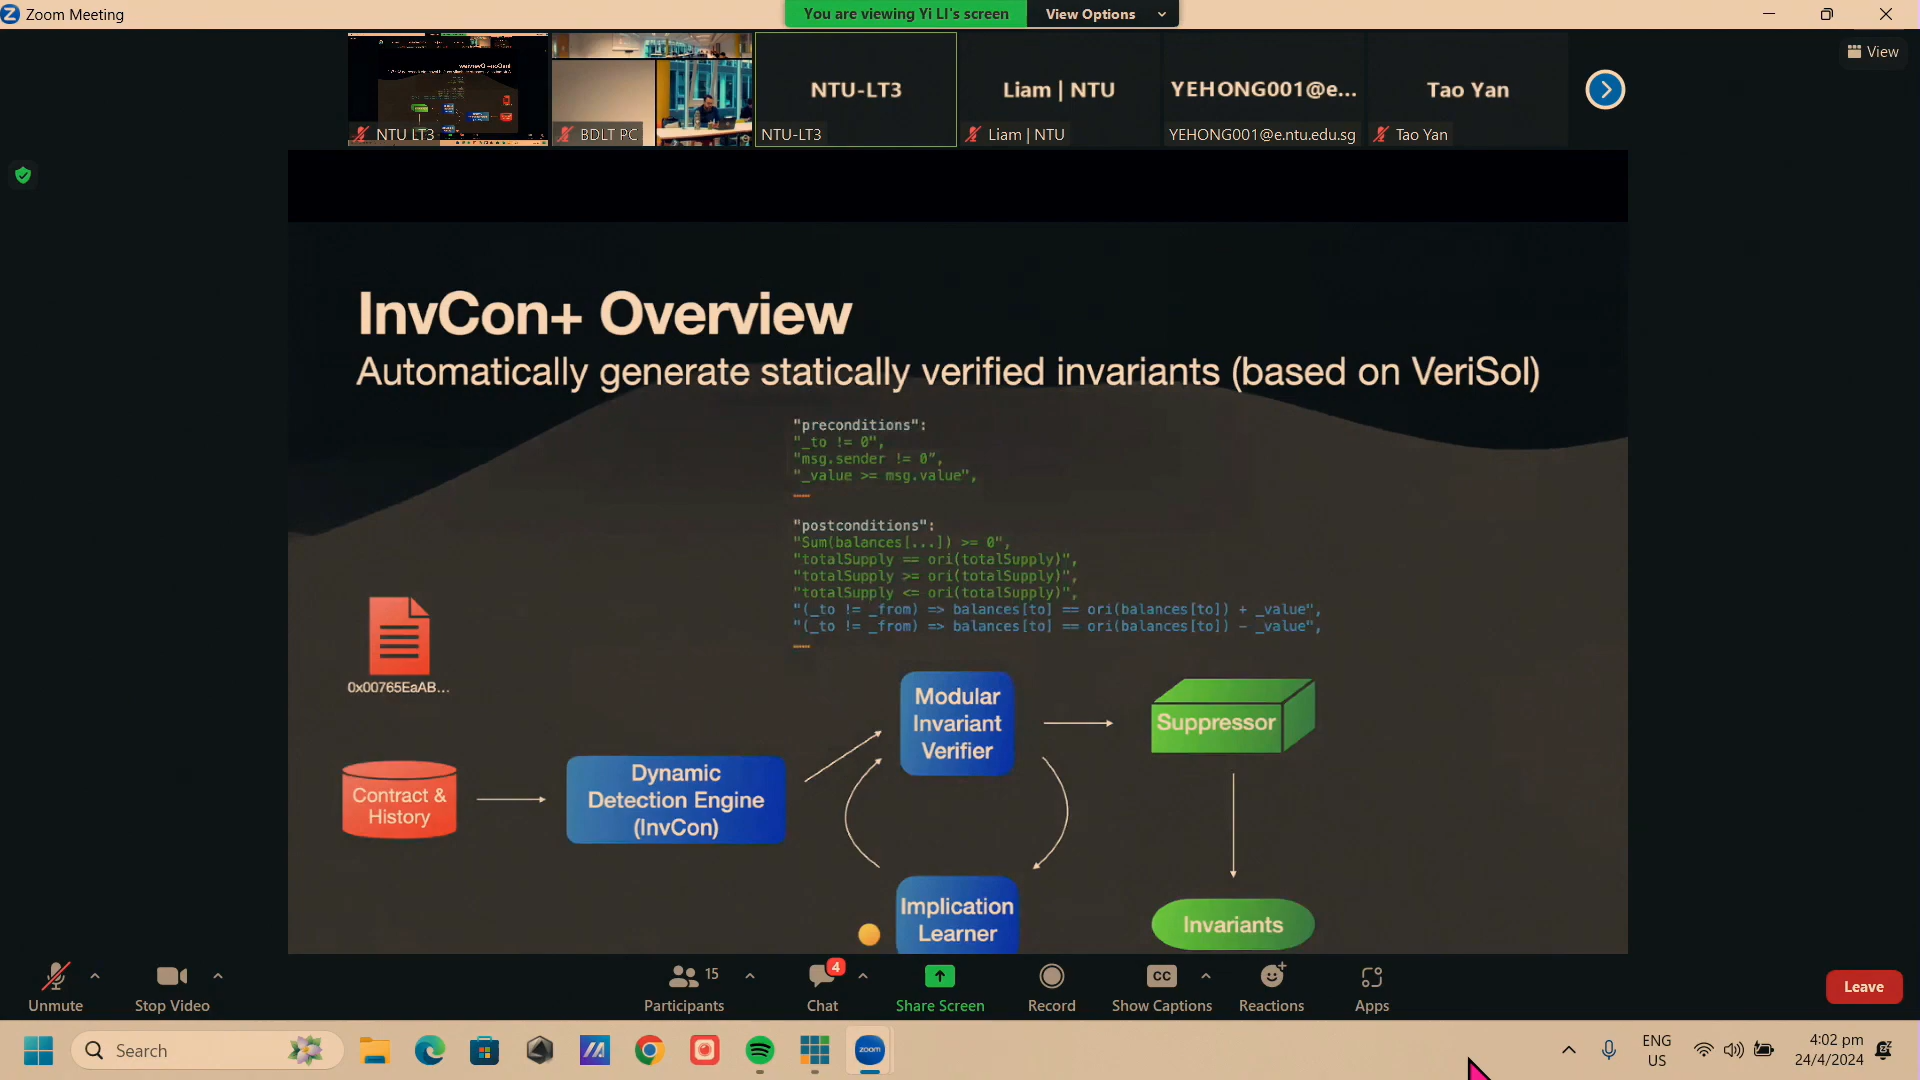 Zoom Meeting
You are viewing Yi LI's screen
View Options
View
NTU LT3
BDLT PC
NTU-LT3
NTU-LT3
Liam | NTU
Liam | NTU
YEHONG001@e...
YEHONG001@e.ntu.edu.sg
Tao Yan
Tao Yan
InvCon+ Overview
Automatically generate statically verified invariants (based on VeriSol)
"preconditions":
"_to != 0",
"msg.sender != 0",
"_value >= msg.value",
……
"postconditions":
"Sum(balances[...]) >= 0",
"totalSupply == ori(totalSupply)",
"totalSupply >= ori(totalSupply)",
"totalSupply <= ori(totalSupply)",
"(_to != _from) => balances[to] == ori(balances[to]) + _value",
"(_to != _from) => balances[to] == ori(balances[to]) − _value",
……
0x00765EaAB...
Contract &
History
Dynamic
Detection Engine
(InvCon)
Modular
Invariant
Verifier
Suppressor
Implication
Learner
Invariants
Unmute
Stop Video
15
Participants
4
Chat
Share Screen
Record
CC
Show Captions
Reactions
Apps
Leave
Search
zoom
ENG
US
4:02 pm
24/4/2024